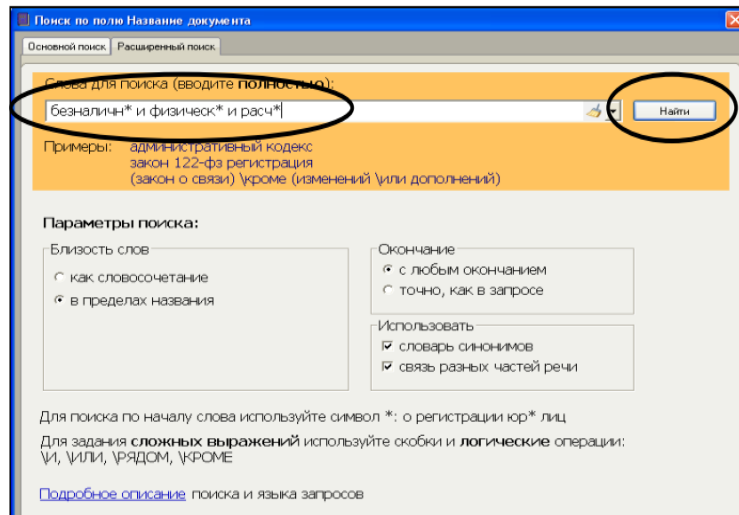 Поиск по полю Название документа
Основной поиск Расширенный поиск
Слова для поиска (вводите полностью):
безналичн* и физическ* и расч*
Найти
Примеры: административный кодекс
закон 122-фз регистрация
(закон о связи) \кроме (изменений \или дополнений)
Параметры поиска:
Близость слов
как словосочетание
в пределах названия
Окончание
с любым окончанием
точно, как в запросе
Использовать
словарь синонимов
связь разных частей речи
Для поиска по началу слова используйте символ *: о регистрации юр* лиц
Для задания сложных выражений используйте скобки и логические операции:
\И, \ИЛИ, \РЯДОМ, \КРОМЕ
Подробное описание поиска и языка запросов